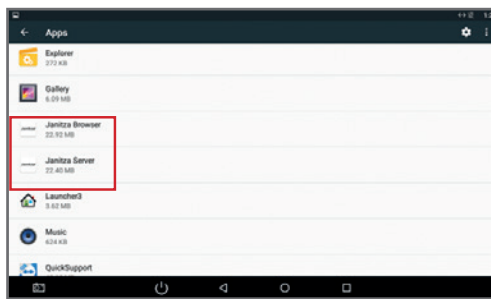 Apps
Explorer
272 KB
Gallery
6.09 MB
Janitza Browser
22.92 MB
Janitza Server
22.40 MB
Launcher3
3.62 MB
Music
624 KB
QuickSupport